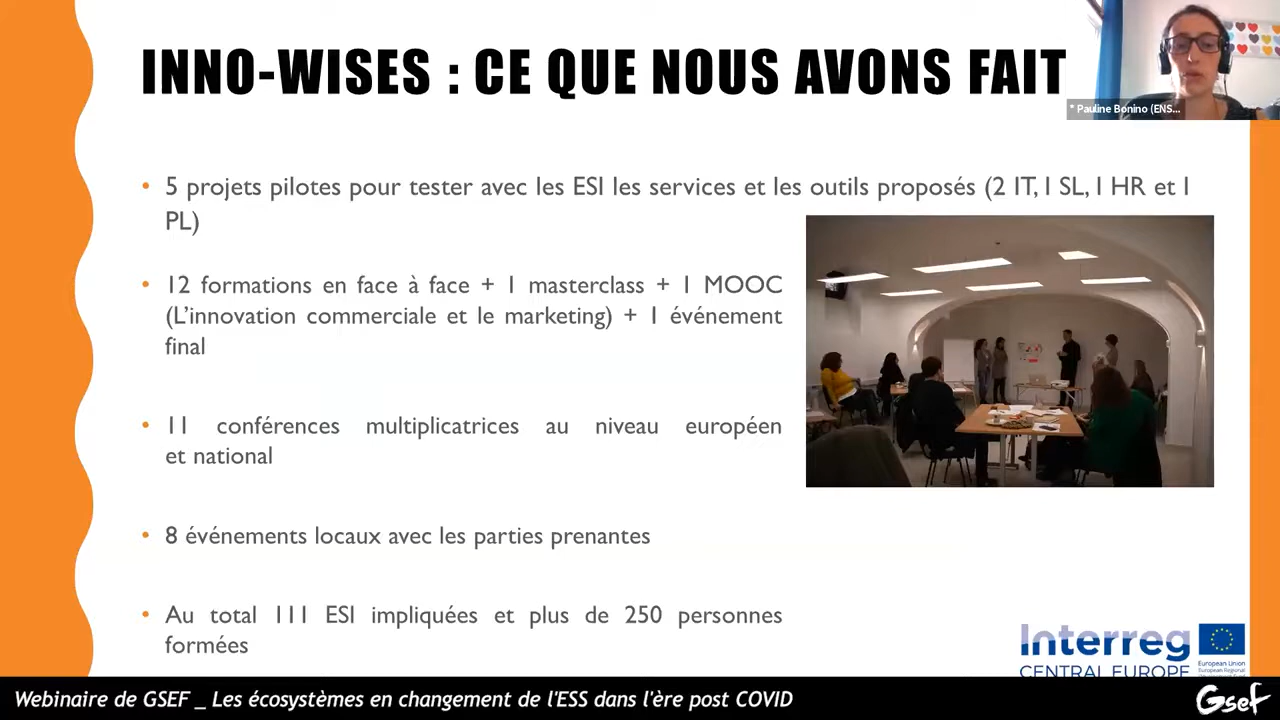 INNO-WISES : CE QUE NOUS AVONS FAIT
* Pauline Bonino (ENS...
• 5 projets pilotes pour tester avec les ESI les services et les outils proposés (2 IT, 1 SL, 1 HR et 1
PL)
• 12 formations en face à face + 1 masterclass + 1 MOOC
(L'innovation commerciale et le marketing) + 1 événement
final
• 11 conférences multiplicatrices au niveau européen
et national
• 8 événements locaux avec les parties prenantes
• Au total 111 ESI impliquées et plus de 250 personnes
formées
Interreg
CENTRAL EUROPE
European Union
European Regional
Webinaire de GSEF _ Les écosystèmes en changement de l'ESS dans l'ère post COVID
Gsef